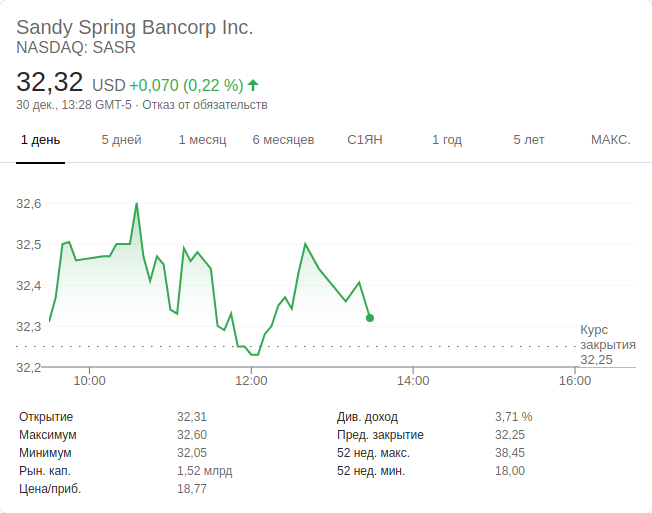 Sandy Spring Bancorp Inc.
NASDAQ: SASR
32,32 USD +0,070 (0,22 %)
30 дек., 13:28 GMT-5 · Отказ от обязательств
1 день 5 дней 1 месяц 6 месяцев С1ЯН 1 год 5 лет МАКС.
32,6
32,5
32,4
32,3
Курс
закрытия
32,25
32,2
10:00 12:00 14:00 16:00
Открытие 32,31 Див. доход 3,71 %
Максимум 32,60 Пред. закрытие 32,25
Минимум 32,05 52 нед. макс. 38,45
Рын. кап. 1,52 млрд 52 нед. мин. 18,00
Цена/приб. 18,77